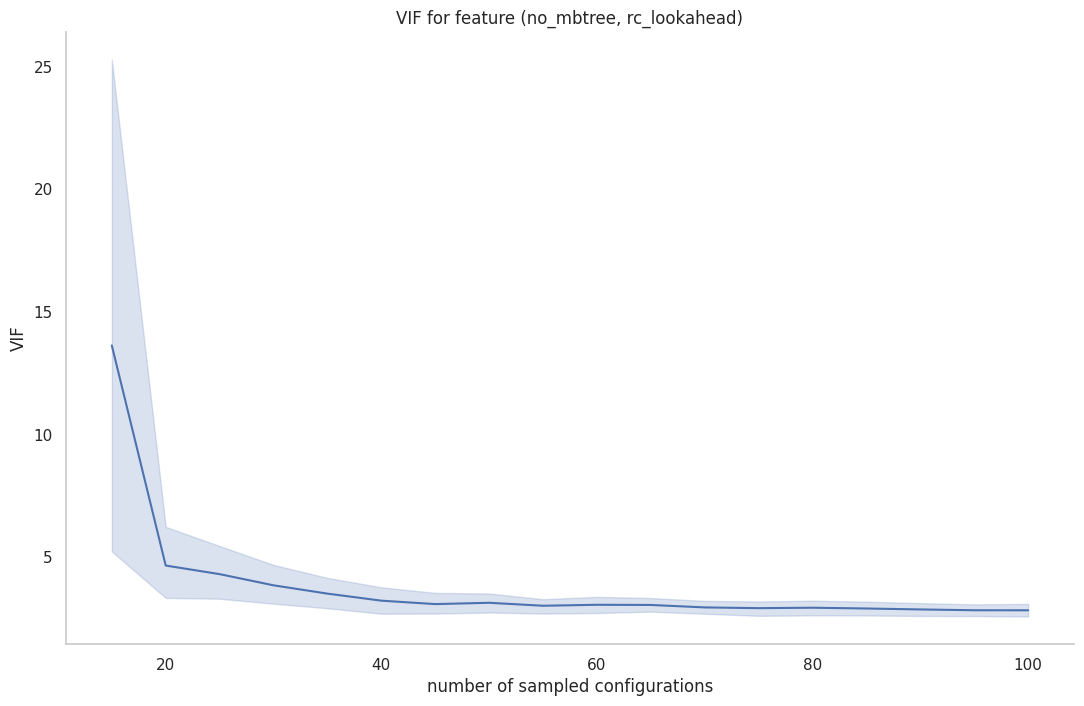 VIF for feature (no_mbtree, rc_lookahead)
25
20
15
10
5
VIF
20 40 60 80 100
number of sampled configurations